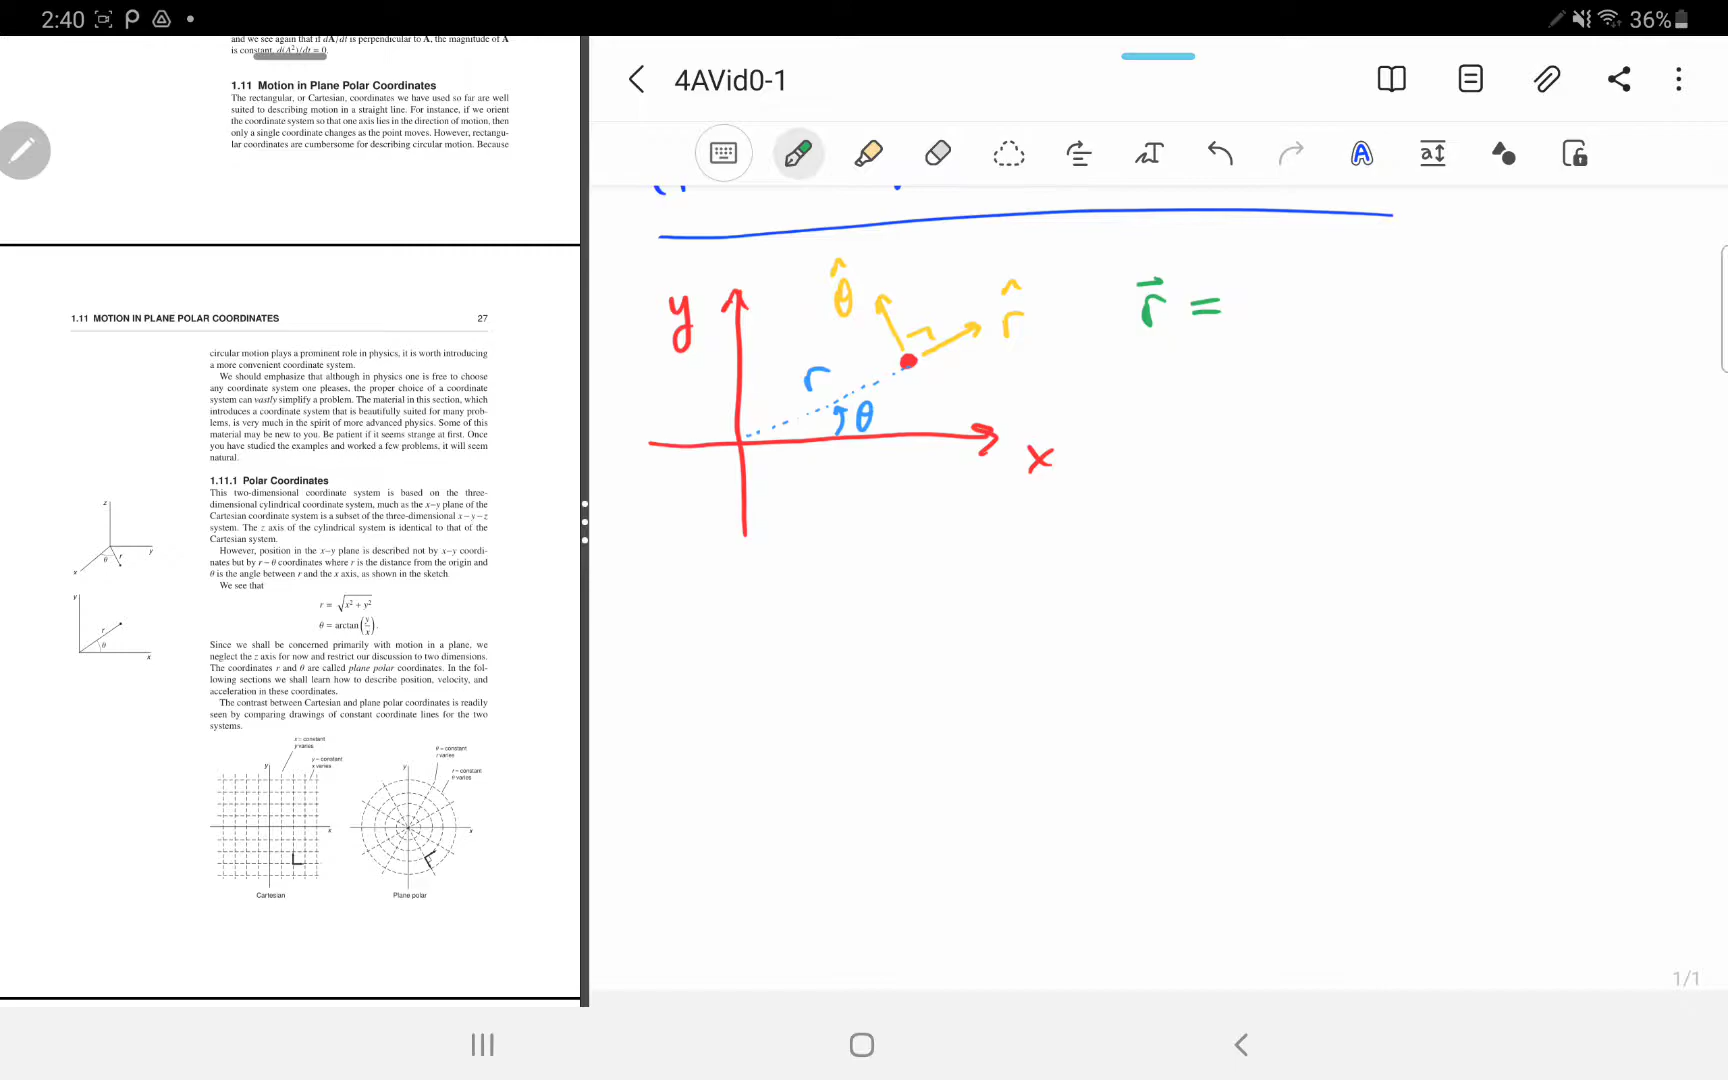 2:40
36%
and we see again that if dA/dt is perpendicular to A, the magnitude of A
is constant, d(A²)/dt = 0.
1.11 Motion in Plane Polar Coordinates
The rectangular, or Cartesian, coordinates we have used so far are well
suited to describing motion in a straight line. For instance, if we orient
the coordinate system so that one axis lies in the direction of motion, then
only a single coordinate changes as the point moves. However, rectangu-
lar coordinates are cumbersome for describing circular motion. Because
1.11 MOTION IN PLANE POLAR COORDINATES 27
circular motion plays a prominent role in physics, it is worth introducing
a more convenient coordinate system.
We should emphasize that although in physics one is free to choose
any coordinate system one pleases, the proper choice of a coordinate
system can vastly simplify a problem. The material in this section, which
introduces a coordinate system that is beautifully suited for many prob-
lems, is very much in the spirit of more advanced physics. Some of this
material may be new to you. Be patient if it seems strange at first. Once
you have studied the examples and worked a few problems, it will seem
natural.
1.11.1 Polar Coordinates
This two-dimensional coordinate system is based on the three-
dimensional cylindrical coordinate system, much as the x–y plane of the
Cartesian coordinate system is a subset of the three-dimensional x–y–z
system. The z axis of the cylindrical system is identical to that of the
Cartesian system.
However, position in the x–y plane is described not by x–y coordi-
nates but by r–θ coordinates where r is the distance from the origin and
θ is the angle between r and the x axis, as shown in the sketch.
We see that
r = √(x² + y²)
θ = arctan(y/x).
Since we shall be concerned primarily with motion in a plane, we
neglect the z axis for now and restrict our discussion to two dimensions.
The coordinates r and θ are called plane polar coordinates. In the fol-
lowing sections we shall learn how to describe position, velocity, and
acceleration in these coordinates.
The contrast between Cartesian and plane polar coordinates is readily
seen by comparing drawings of constant coordinate lines for the two
systems.
z
y
x
θ
r
y
r
θ
x
x = constant
y varies
y = constant
x varies
y
x
Cartesian
θ = constant
r varies
r = constant
θ varies
y
x
Plane polar
4AVid0-1
y
θ̂
r̂
r
θ
x
r⃗ =
1/1